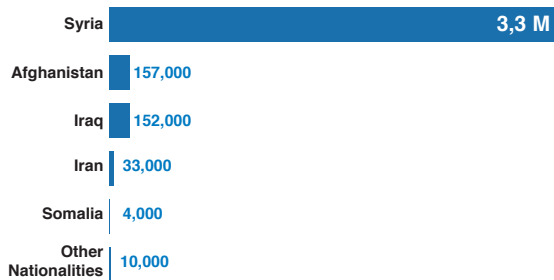 Syria 3,3 M
Afghanistan 157,000
Iraq 152,000
Iran 33,000
Somalia 4,000
Other
Nationalities 10,000